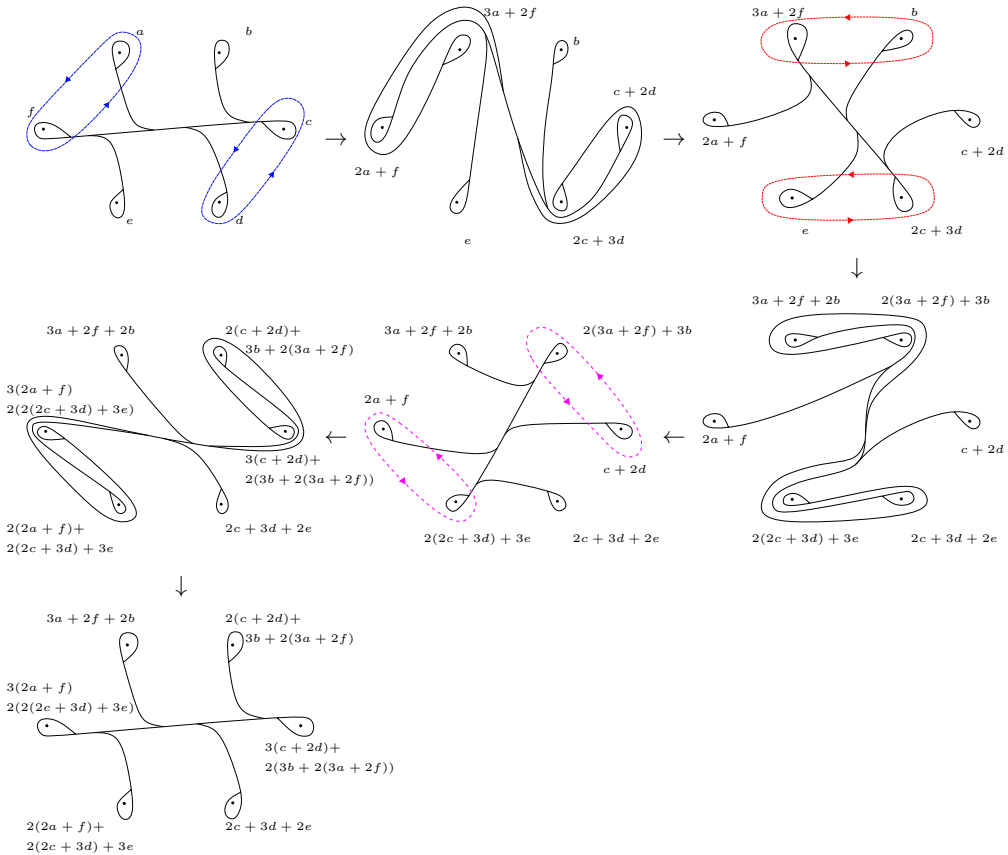 a
b
f
c
e
d
→
3a + 2f
b
c + 2d
2a + f
e
2c + 3d
→
3a + 2f
b
2a + f
c + 2d
e
2c + 3d
↓
3a + 2f + 2b
2(c + 2d)+
3b + 2(3a + 2f)
3(2a + f)
2(2(2c + 3d) + 3e)
3(c + 2d)+
2(3b + 2(3a + 2f))
2(2a + f)+
2(2c + 3d) + 3e
2c + 3d + 2e
←
3a + 2f + 2b
2(3a + 2f) + 3b
2a + f
c + 2d
2(2c + 3d) + 3e
2c + 3d + 2e
←
3a + 2f + 2b
2(3a + 2f) + 3b
2a + f
c + 2d
2(2c + 3d) + 3e
2c + 3d + 2e
↓
3a + 2f + 2b
2(c + 2d)+
3b + 2(3a + 2f)
3(2a + f)
2(2(2c + 3d) + 3e)
3(c + 2d)+
2(3b + 2(3a + 2f))
2(2a + f)+
2(2c + 3d) + 3e
2c + 3d + 2e